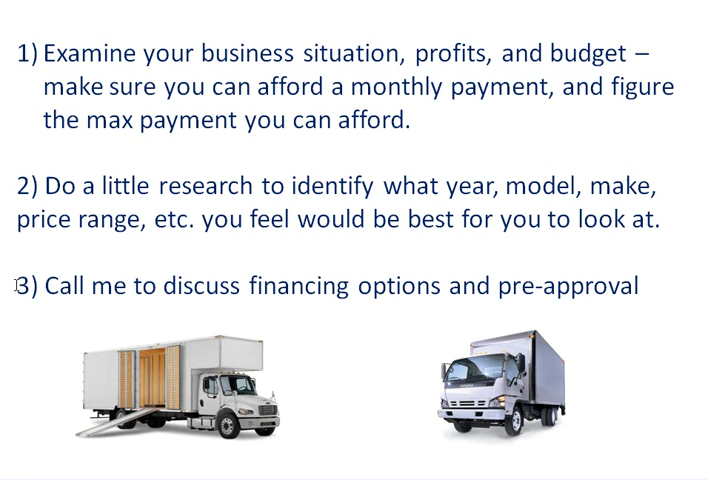 1) Examine your business situation, profits, and budget –
make sure you can afford a monthly payment, and figure
the max payment you can afford.
2) Do a little research to identify what year, model, make,
price range, etc. you feel would be best for you to look at.
3) Call me to discuss financing options and pre-approval